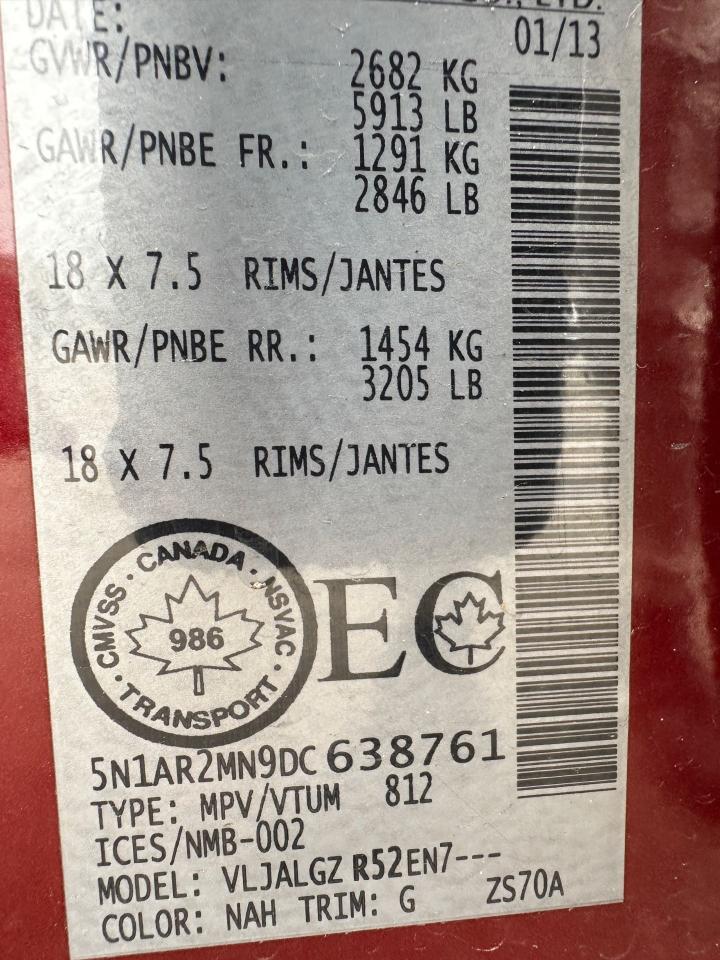 DATE:
LTD.
01/13
GVWR/PNBV: 2682 KG
5913 LB
GAWR/PNBE FR.: 1291 KG
2846 LB
18 X 7.5 RIMS/JANTES
GAWR/PNBE RR.: 1454 KG
3205 LB
18 X 7.5 RIMS/JANTES
CMVSS · CANADA · NSVAC · TRANSPORT ·
986
EC
5N1AR2MN9DC638761
TYPE: MPV/VTUM 812
ICES/NMB-002
MODEL: VLJALGZ R52EN7---
COLOR: NAH TRIM: G ZS70A